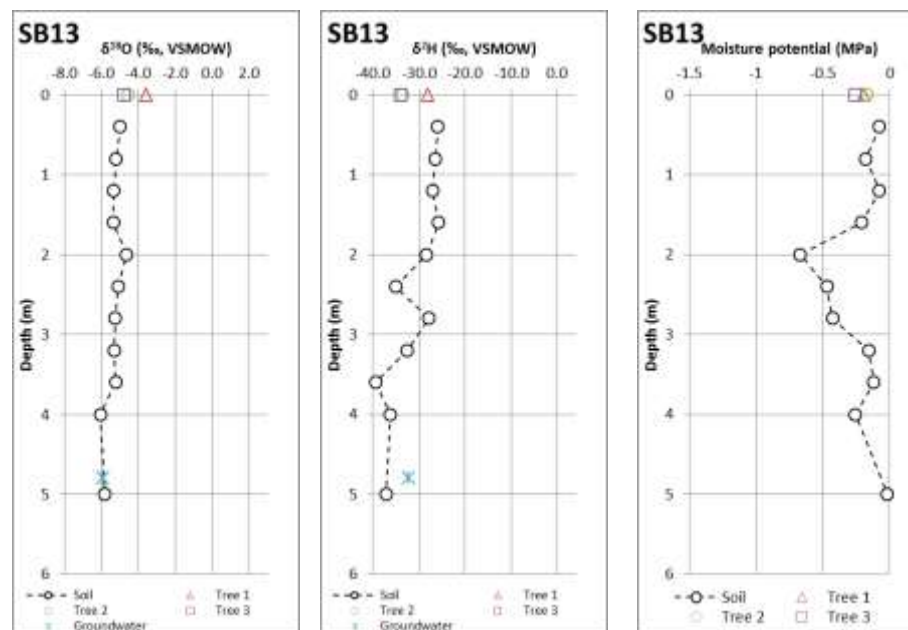 SB13
δ¹⁸O (‰, VSMOW)
-8.0 -6.0 -4.0 -2.0 0.0 2.0
0
1
2
3
4
5
6
Depth (m)
Soil
Tree 1
Tree 2
Tree 3
Groundwater
SB13
δ²H (‰, VSMOW)
-40.0 -30.0 -20.0 -10.0 0.0
0
1
2
3
4
5
6
Depth (m)
Soil
Tree 1
Tree 2
Tree 3
Groundwater
SB13
Moisture potential (MPa)
-1.5 -1 -0.5 0
0
1
2
3
4
5
6
Depth (m)
Soil
Tree 1
Tree 2
Tree 3